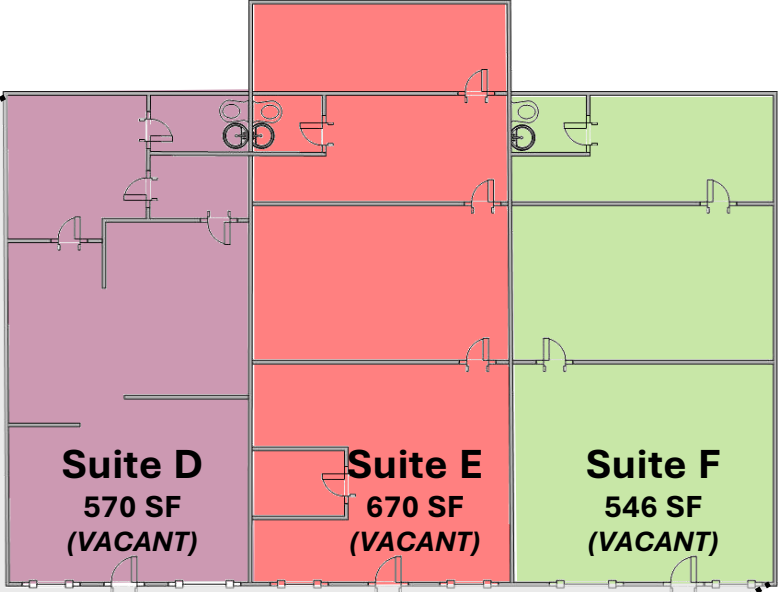 Suite D
570 SF
(VACANT)
Suite E
670 SF
(VACANT)
Suite F
546 SF
(VACANT)